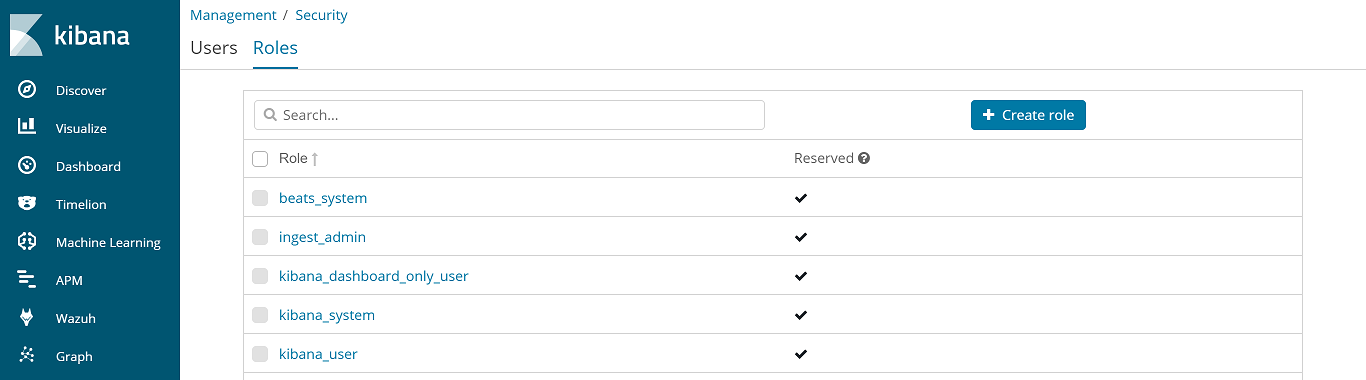 kibana
Discover
Visualize
Dashboard
Timelion
Machine Learning
APM
Wazuh
Graph
Management / Security
Users Roles
Search...
Create role
Role Reserved
beats_system
ingest_admin
kibana_dashboard_only_user
kibana_system
kibana_user